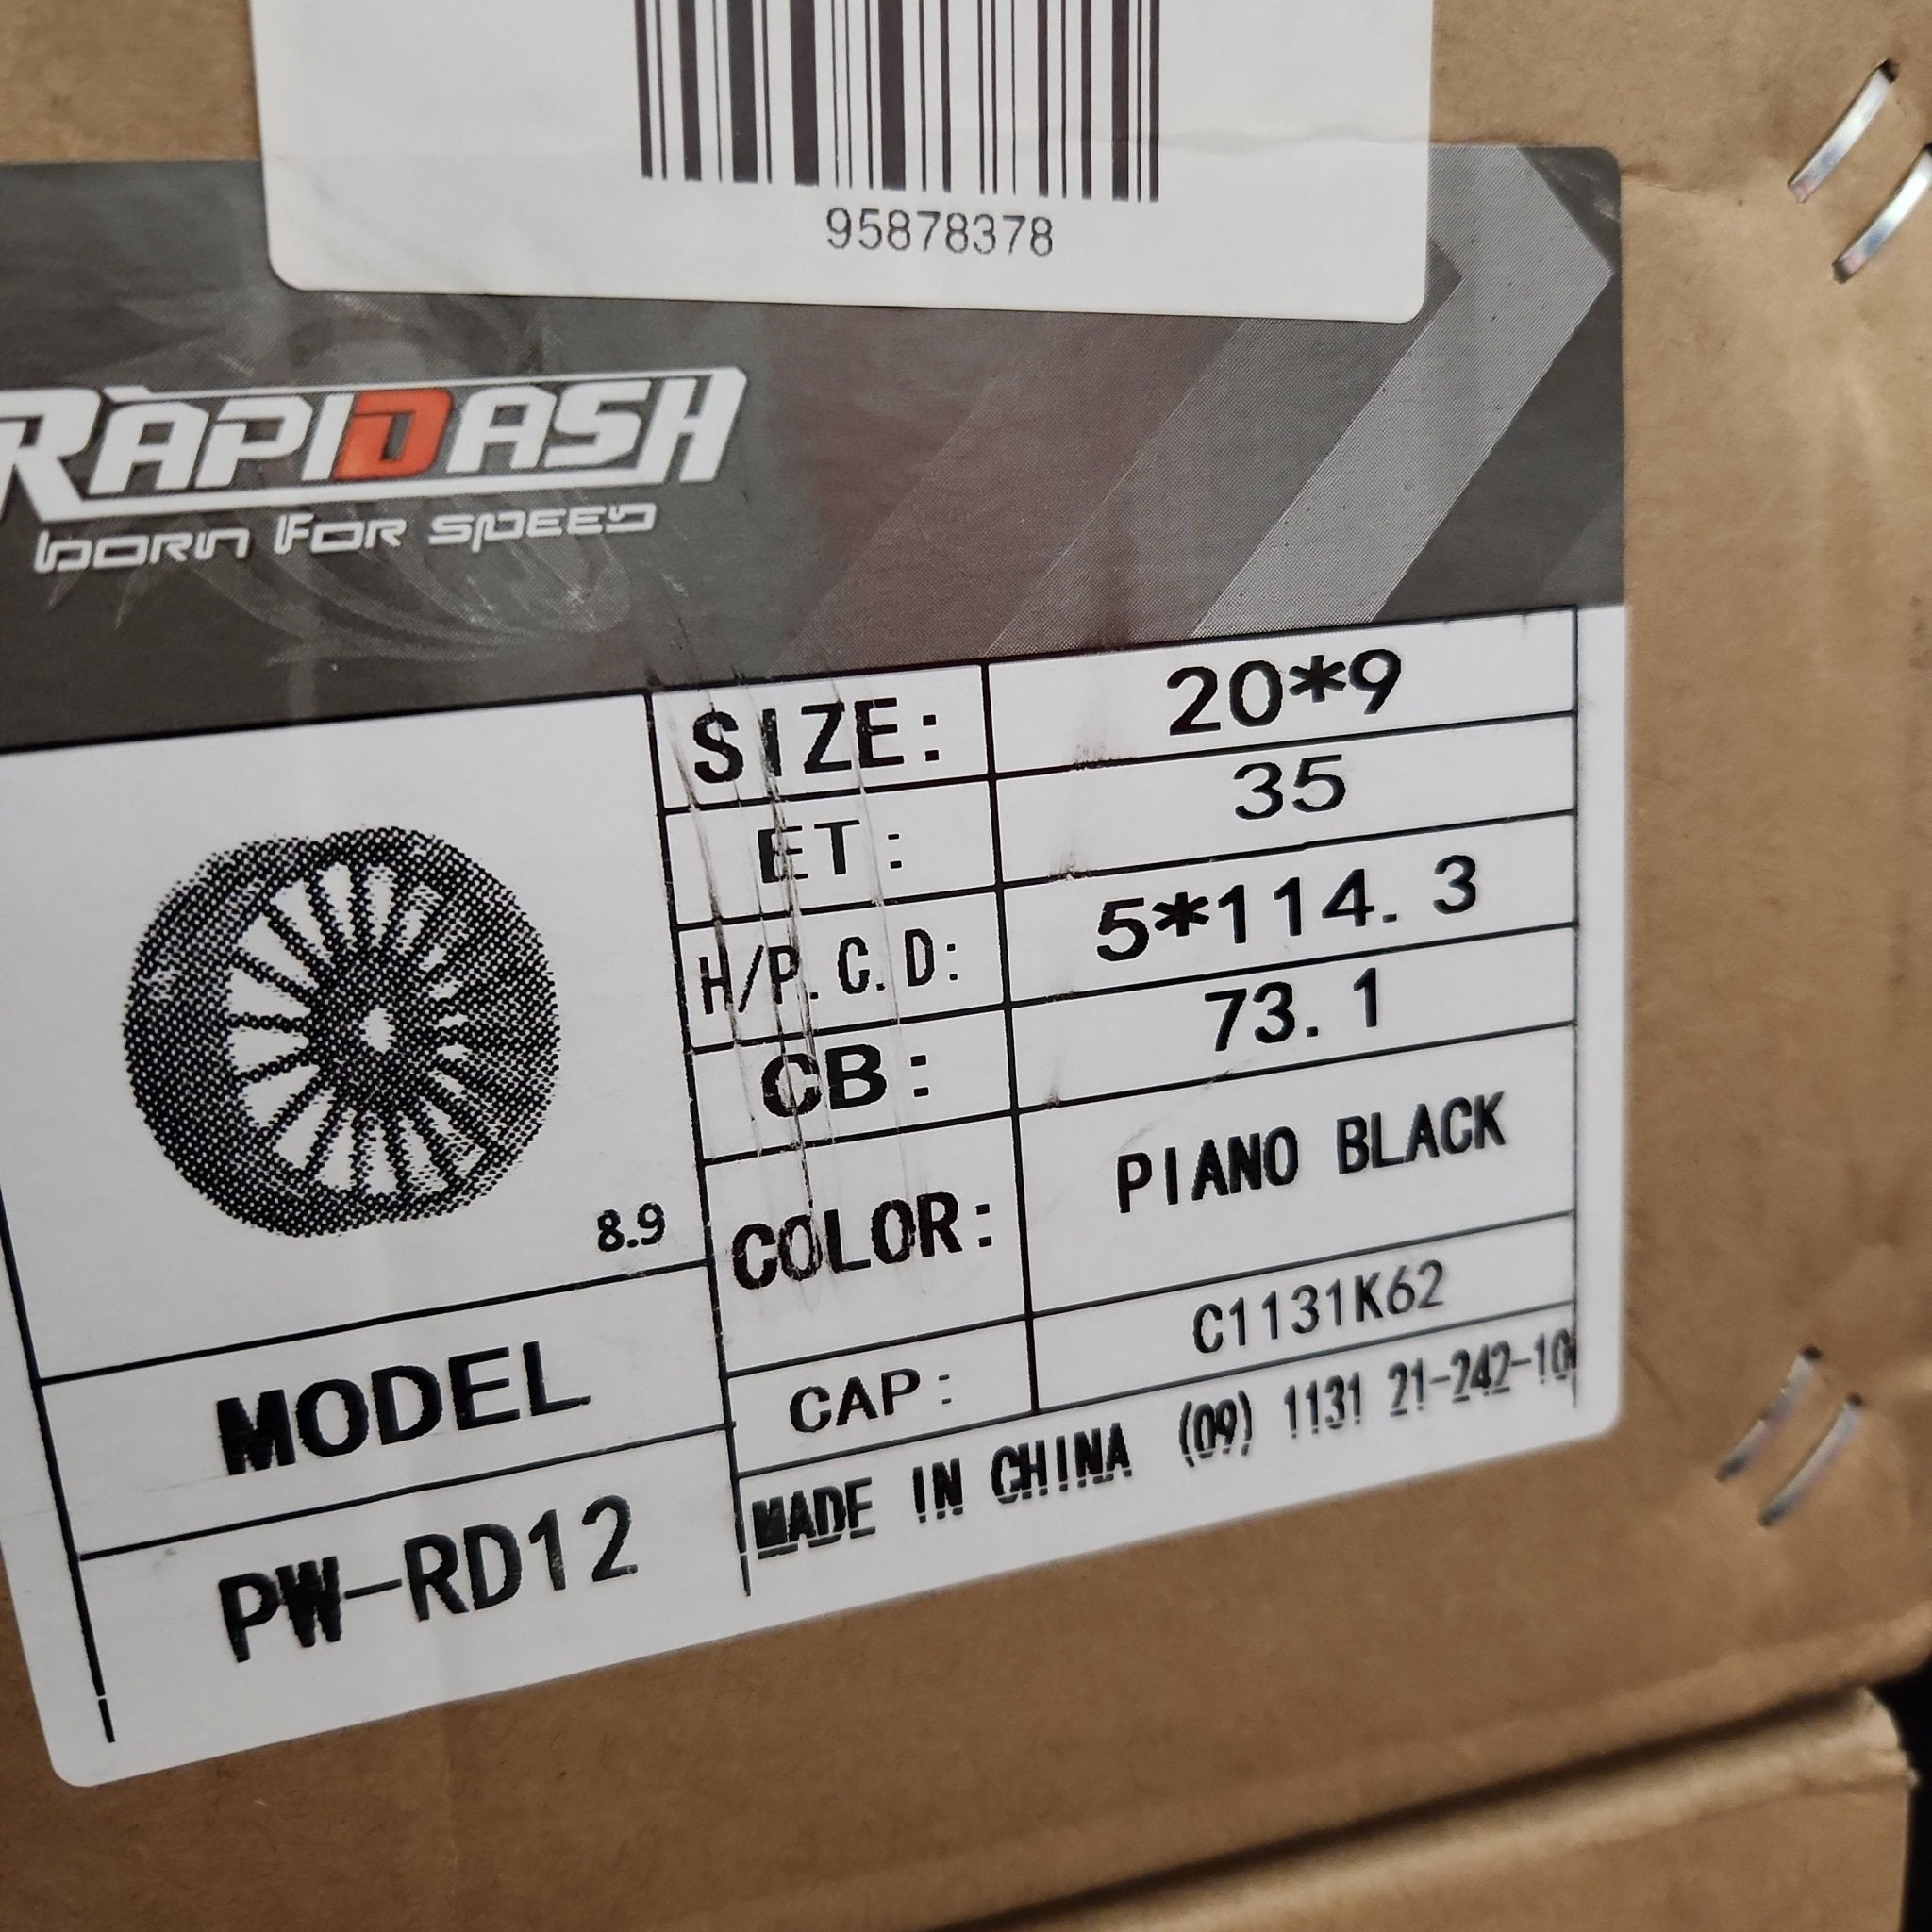 95878378
RAPIDASH
BORN FOR SPEED
SIZE: 20*9
ET: 35
H/P.C.D: 5*114.3
CB: 73.1
8.9
COLOR: PIANO BLACK
CAP: C1131K62
MODEL
PW-RD12
MADE IN CHINA (09) 1131 21-242-10